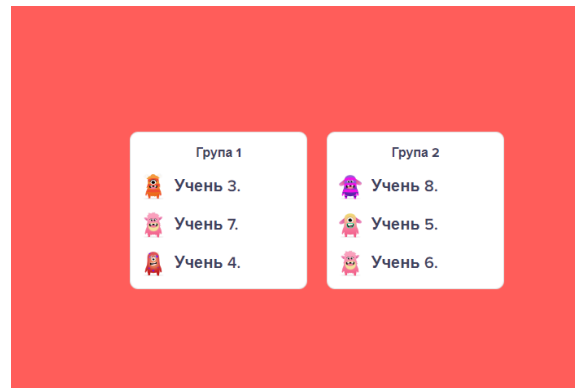 Група 1
Учень 3.
Учень 7.
Учень 4.
Група 2
Учень 8.
Учень 5.
Учень 6.